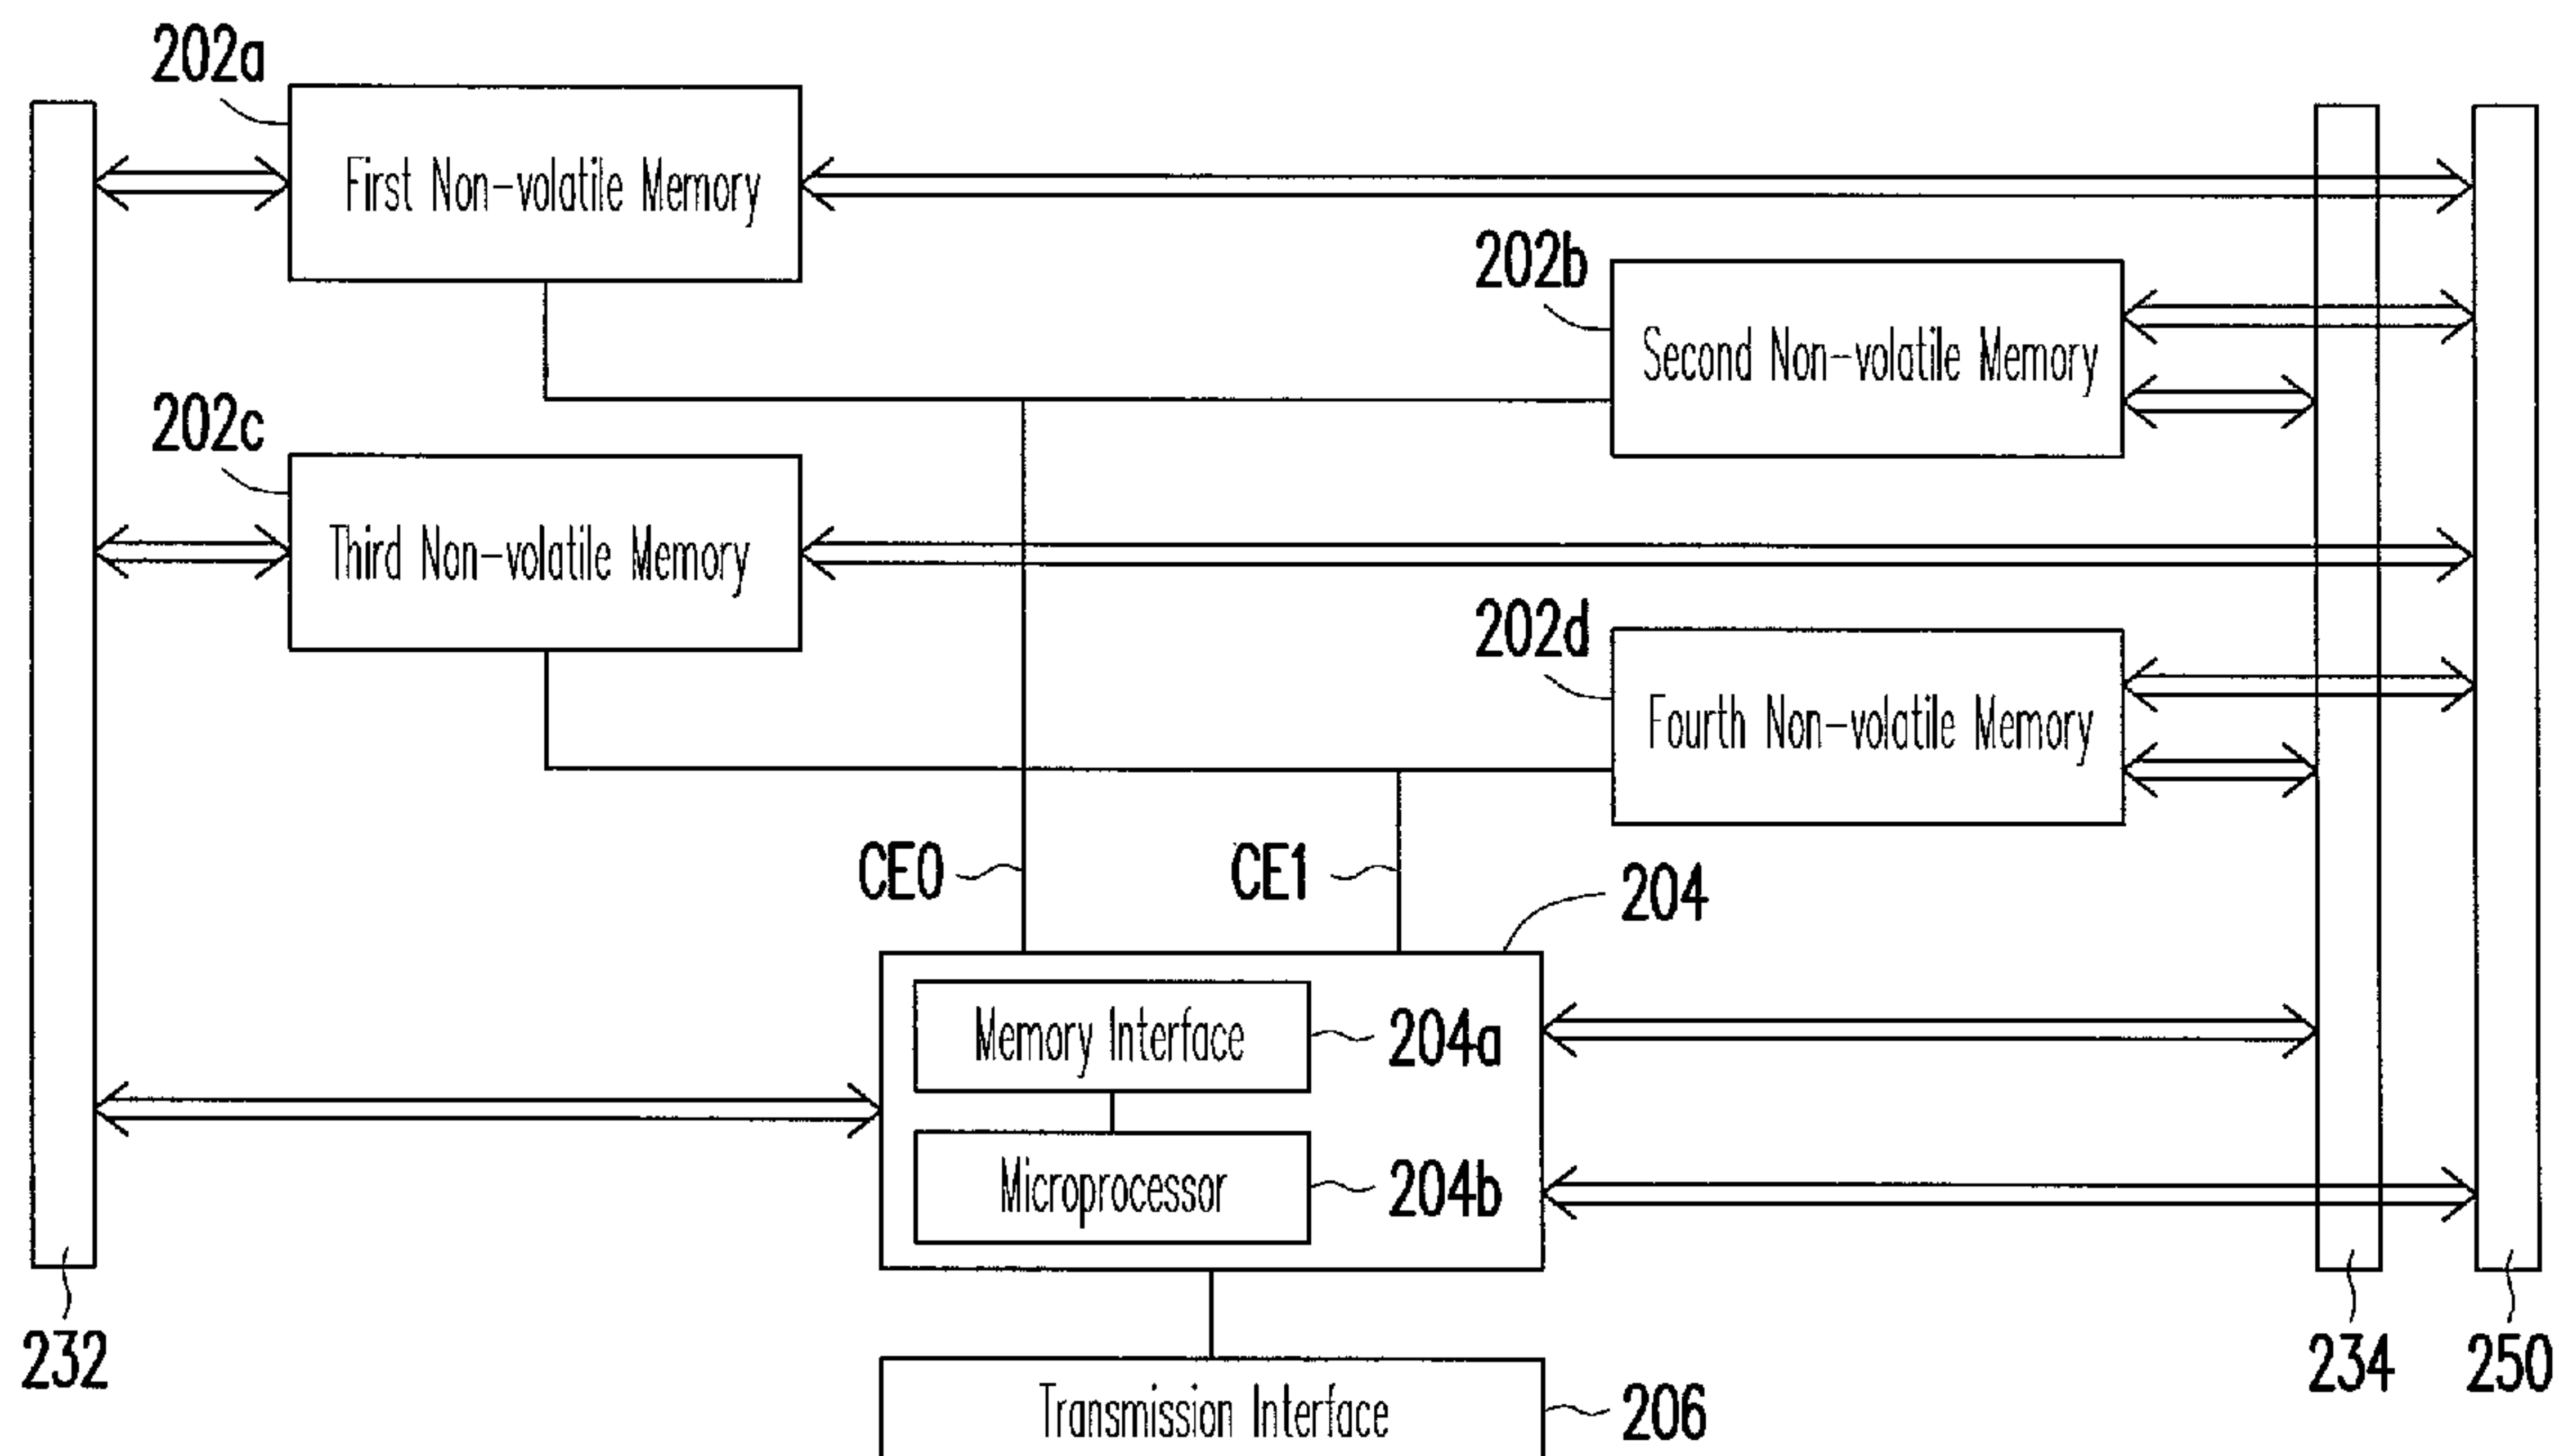 202a
First Non-volatile Memory
202b
Second Non-volatile Memory
202c
Third Non-volatile Memory
202d
Fourth Non-volatile Memory
CE0
CE1
204
Memory Interface
204a
Microprocessor
204b
232
234
250
Transmission Interface
206